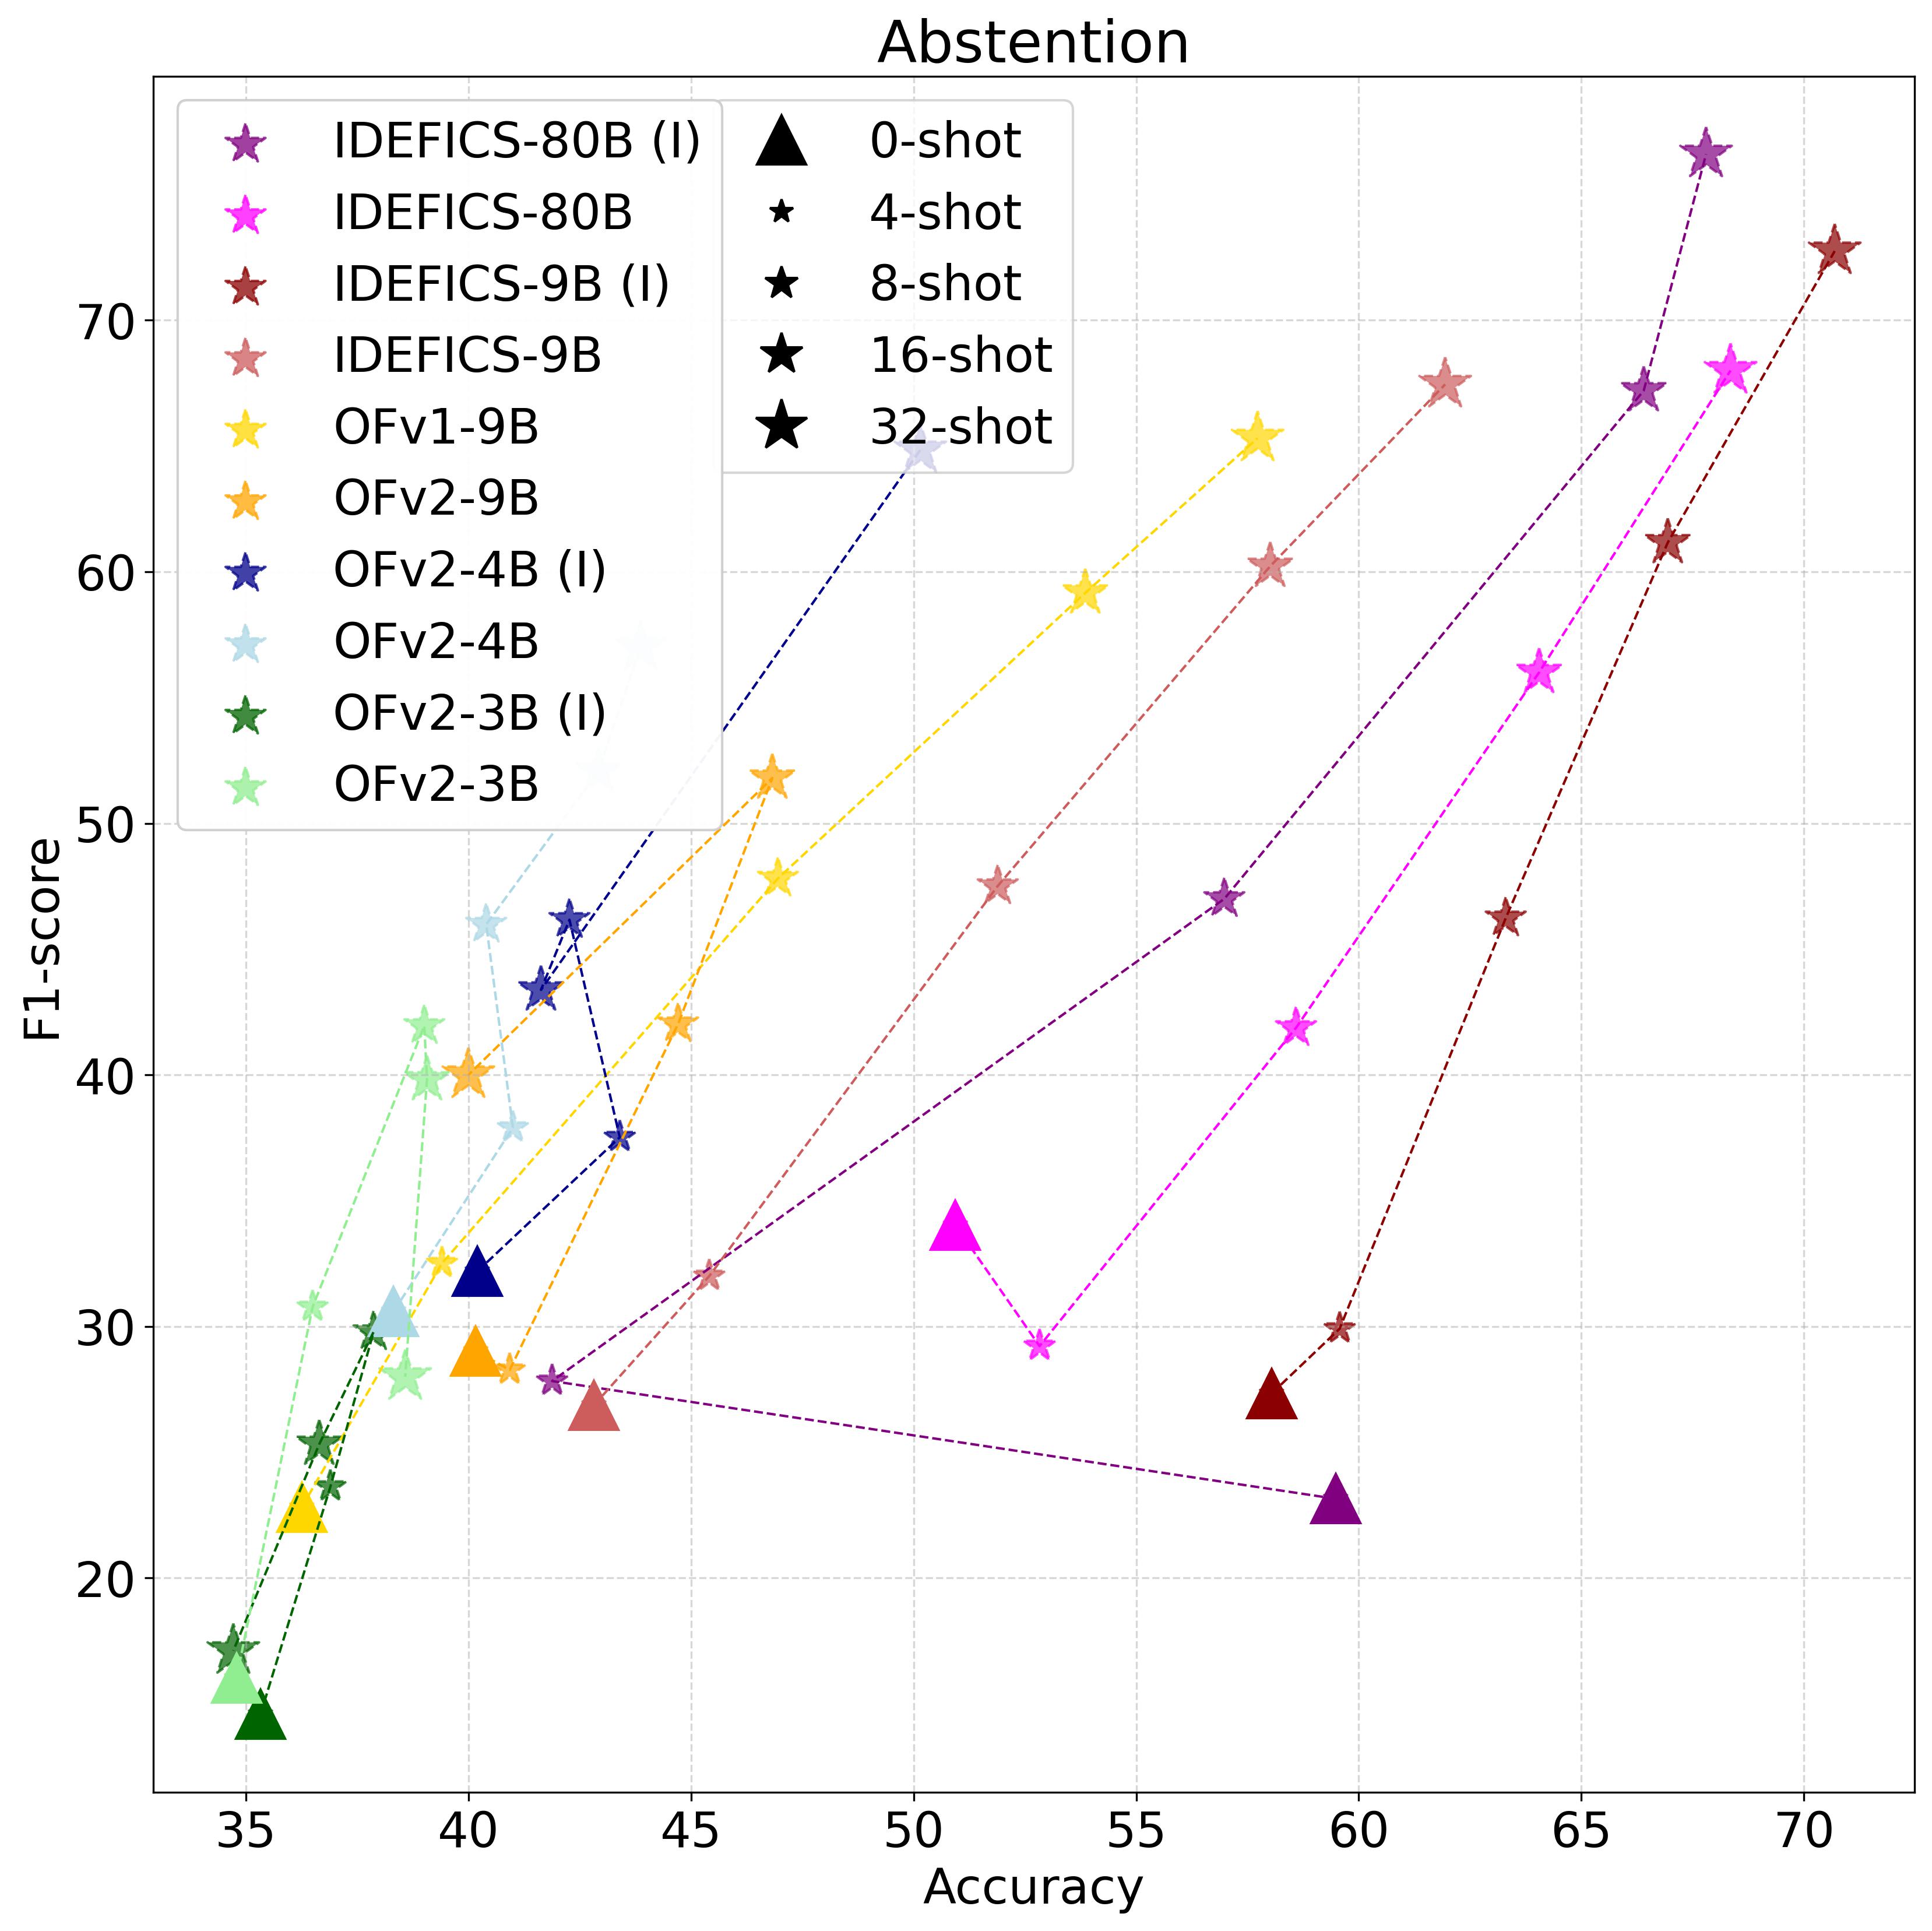 Abstention
IDEFICS-80B (I)
IDEFICS-80B
IDEFICS-9B (I)
IDEFICS-9B
OFv1-9B
OFv2-9B
OFv2-4B (I)
OFv2-4B
OFv2-3B (I)
OFv2-3B
0-shot
4-shot
8-shot
16-shot
32-shot
F1-score
70
60
50
40
30
20
35 40 45 50 55 60 65 70
Accuracy